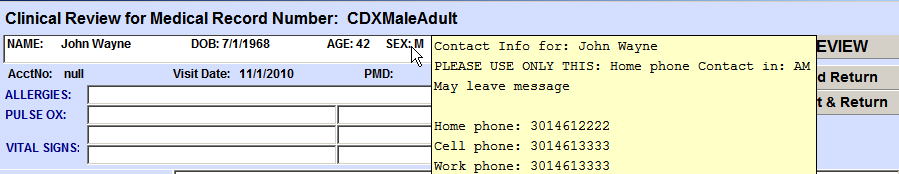 Clinical Review for Medical Record Number: CDXMaleAdult
NAME: John Wayne DOB: 7/1/1968 AGE: 42 SEX: M
Contact Info for: John Wayne
PLEASE USE ONLY THIS: Home phone Contact in: AM
May leave message
Home phone: 3014612222
Cell phone: 3014613333
Work phone: 3014613333
EVIEW
AcctNo: null Visit Date: 11/1/2010 PMD:
d Return
ALLERGIES:
t & Return
PULSE OX:
VITAL SIGNS: